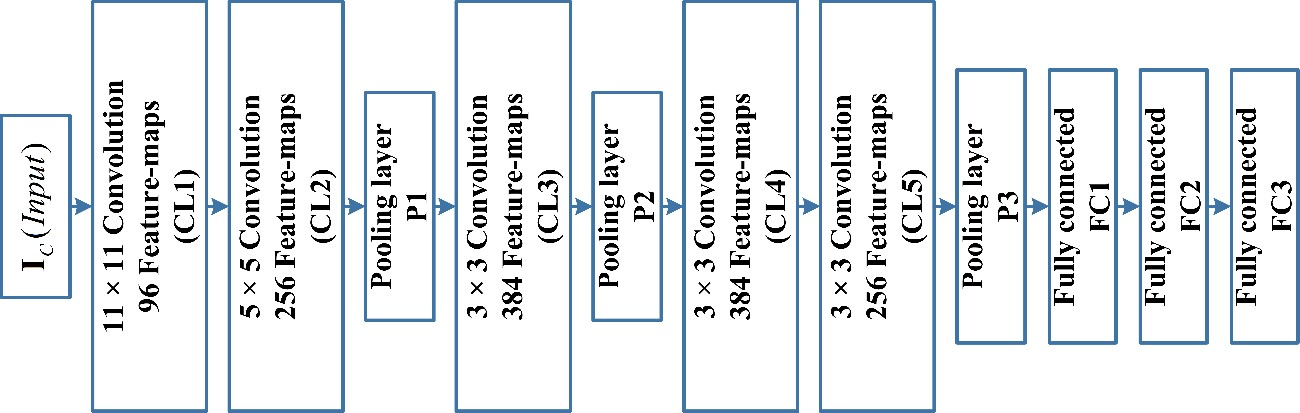 I_C (Input)
11 × 11 Convolution
96 Feature-maps
(CL1)
5 × 5 Convolution
256 Feature-maps
(CL2)
Pooling layer
P1
3 × 3 Convolution
384 Feature-maps
(CL3)
Pooling layer
P2
3 × 3 Convolution
384 Feature-maps
(CL4)
3 × 3 Convolution
256 Feature-maps
(CL5)
Pooling layer
P3
Fully connected
FC1
Fully connected
FC2
Fully connected
FC3